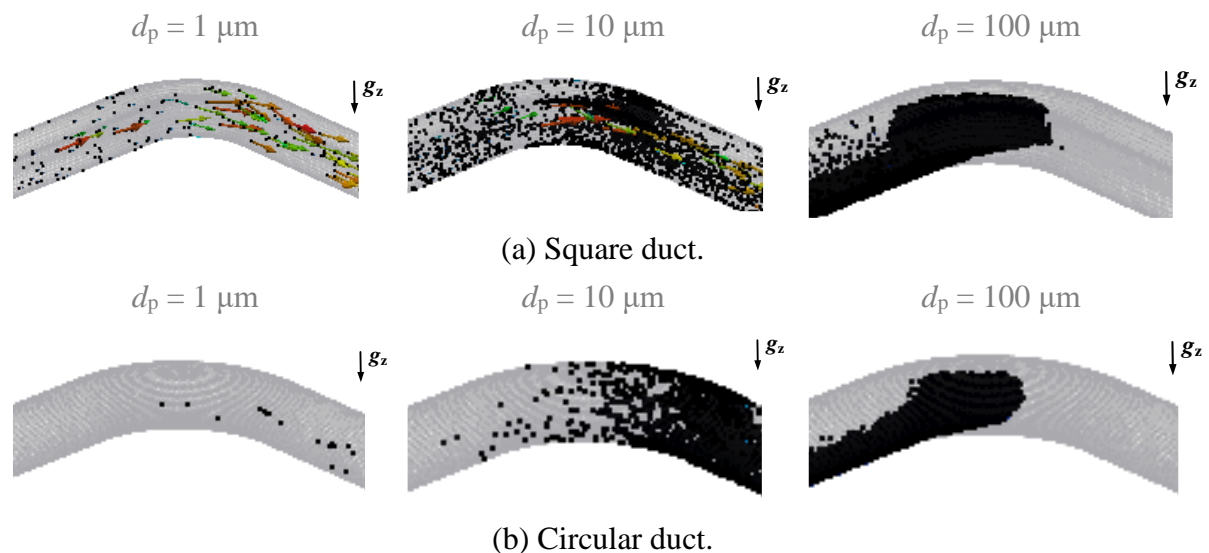 dp = 1 μm dp = 10 μm dp = 100 μm
gz gz gz
(a) Square duct.
dp = 1 μm dp = 10 μm dp = 100 μm
gz gz gz
(b) Circular duct.